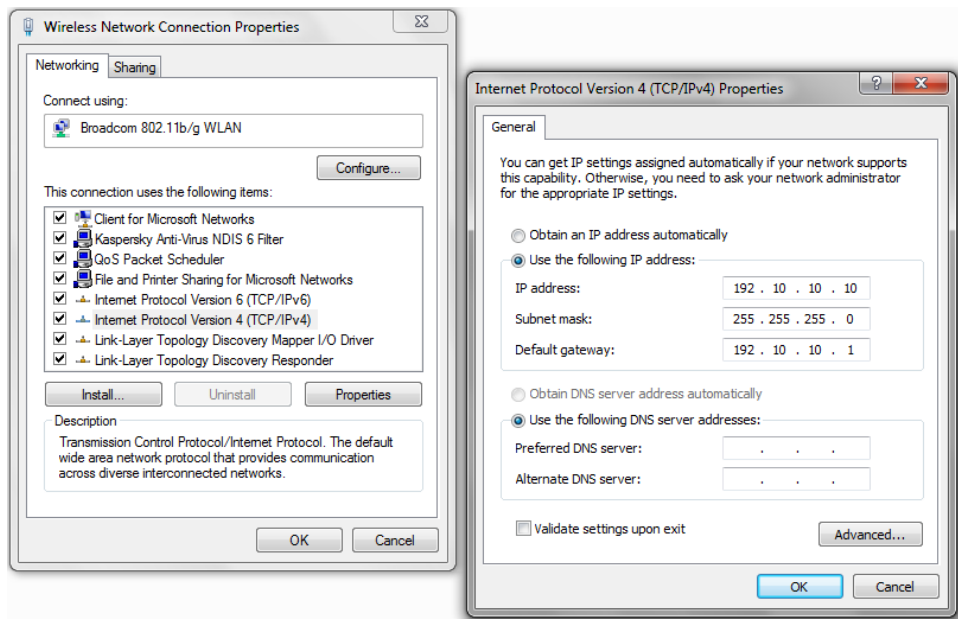 Wireless Network Connection Properties
Networking
Sharing
Connect using:
Broadcom 802.11b/g WLAN
Configure...
This connection uses the following items:
Client for Microsoft Networks
Kaspersky Anti-Virus NDIS 6 Filter
QoS Packet Scheduler
File and Printer Sharing for Microsoft Networks
Internet Protocol Version 6 (TCP/IPv6)
Internet Protocol Version 4 (TCP/IPv4)
Link-Layer Topology Discovery Mapper I/O Driver
Link-Layer Topology Discovery Responder
Install...
Uninstall
Properties
Description
Transmission Control Protocol/Internet Protocol. The default
wide area network protocol that provides communication
across diverse interconnected networks.
OK
Cancel
Internet Protocol Version 4 (TCP/IPv4) Properties
General
You can get IP settings assigned automatically if your network supports
this capability. Otherwise, you need to ask your network administrator
for the appropriate IP settings.
Obtain an IP address automatically
Use the following IP address:
IP address: 192 . 10 . 10 . 10
Subnet mask: 255 . 255 . 255 . 0
Default gateway: 192 . 10 . 10 . 1
Obtain DNS server address automatically
Use the following DNS server addresses:
Preferred DNS server: . . .
Alternate DNS server: . . .
Validate settings upon exit
Advanced...
OK
Cancel